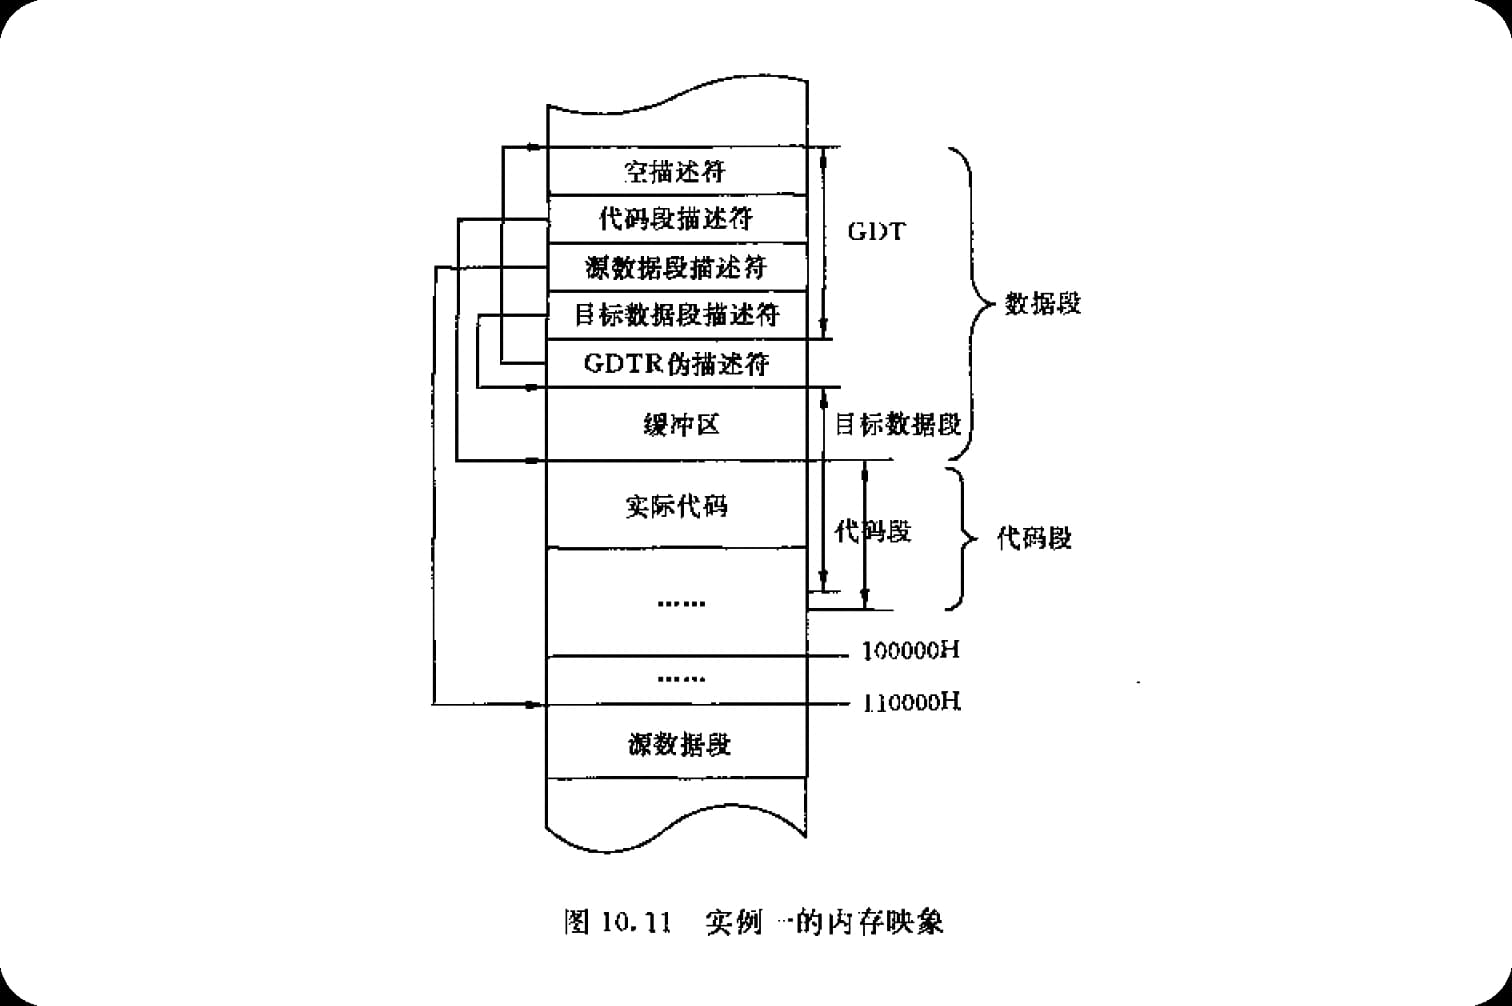 空描述符
代码段描述符
GDT
源数据段描述符
数据段
目标数据段描述符
GDTR伪描述符
缓冲区
目标数据段
实际代码
代码段
代码段
......
100000H
......
110000H
源数据段
图 10.11 实例一的内存映象